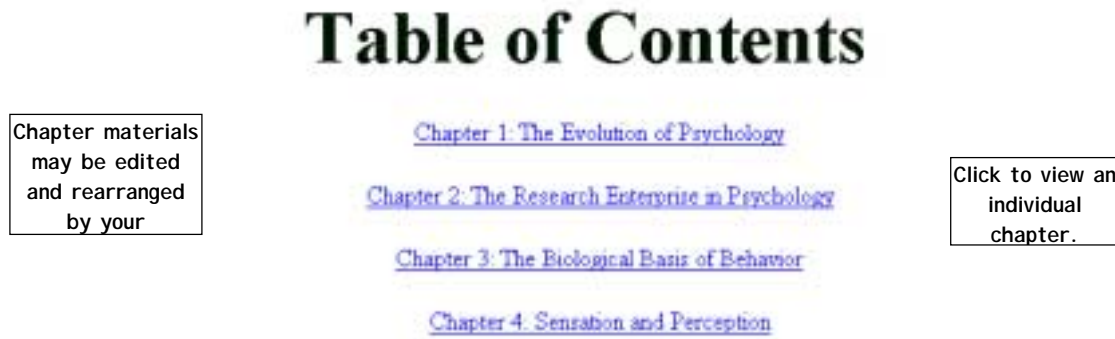 Table of Contents
Chapter materials
may be edited
and rearranged
by your
Chapter 1: The Evolution of Psychology
Chapter 2: The Research Enterprise in Psychology
Chapter 3: The Biological Basis of Behavior
Chapter 4: Sensation and Perception
Click to view an
individual
chapter.